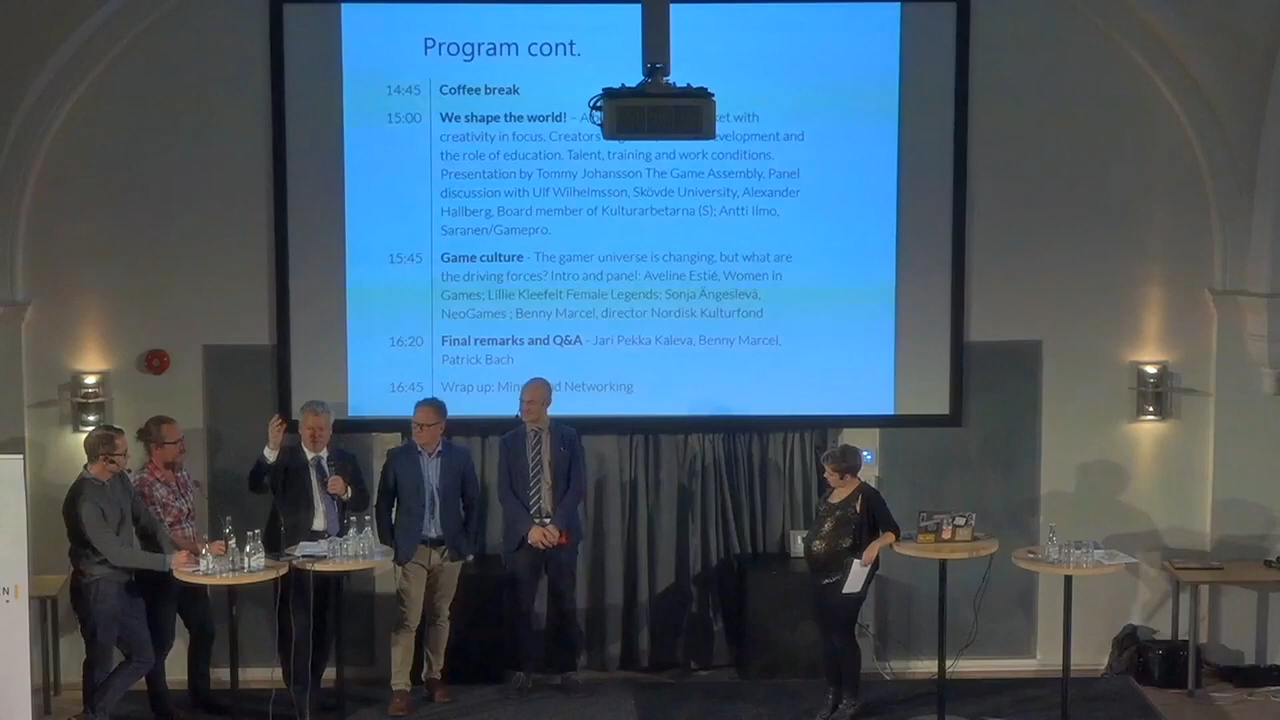 Program cont.
14:45 Coffee break
15:00 We shape the world! - A ket with
creativity in focus. Creators evelopment and
the role of education. Talent, training and work conditions.
Presentation by Tommy Johansson The Game Assembly. Panel
discussion with Ulf Wilhelmsson, Skövde University, Alexander
Hallberg, Board member of Kulturarbetarna (S); Antti Ilmo,
Saranen/Gamepro.
15:45 Game culture - The gamer universe is changing, but what are
the driving forces? Intro and panel: Aveline Estié, Women in
Games; Lillie Kleefelt Female Legends; Sonja Ängeslevä,
NeoGames ; Benny Marcel, director Nordisk Kulturfond
16:20 Final remarks and Q&A - Jari Pekka Kaleva, Benny Marcel,
Patrick Bach
16:45 Wrap up: Min d Networking
N